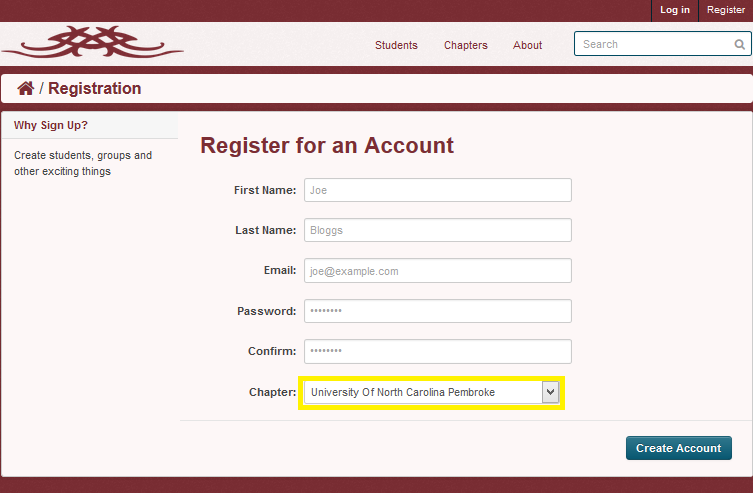 Log in Register
Students Chapters About Search
/ Registration
Why Sign Up?
Create students, groups and
other exciting things
Register for an Account
First Name: Joe
Last Name: Bloggs
Email: joe@example.com
Password: ••••••••
Confirm: ••••••••
Chapter: University Of North Carolina Pembroke
Create Account